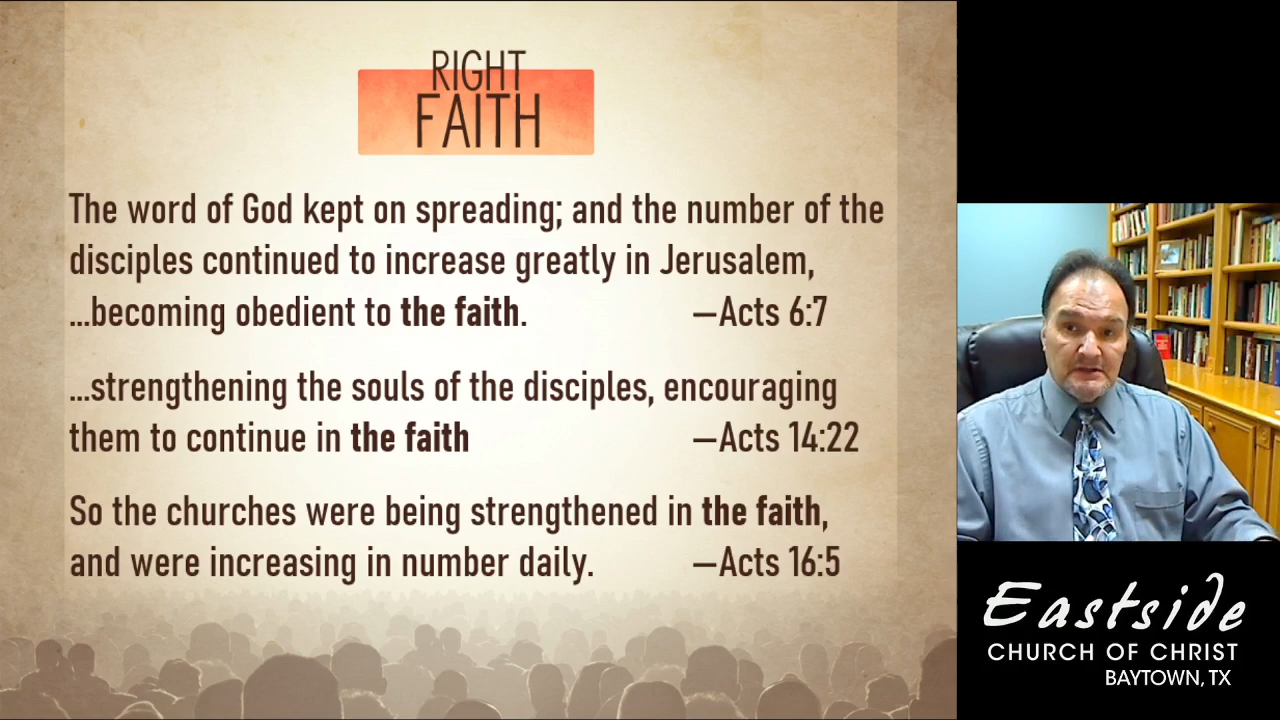 RIGHT
FAITH
The word of God kept on spreading; and the number of the
disciples continued to increase greatly in Jerusalem,
...becoming obedient to the faith. —Acts 6:7
...strengthening the souls of the disciples, encouraging
them to continue in the faith —Acts 14:22
So the churches were being strengthened in the faith,
and were increasing in number daily. —Acts 16:5
Eastside
CHURCH OF CHRIST
BAYTOWN, TX